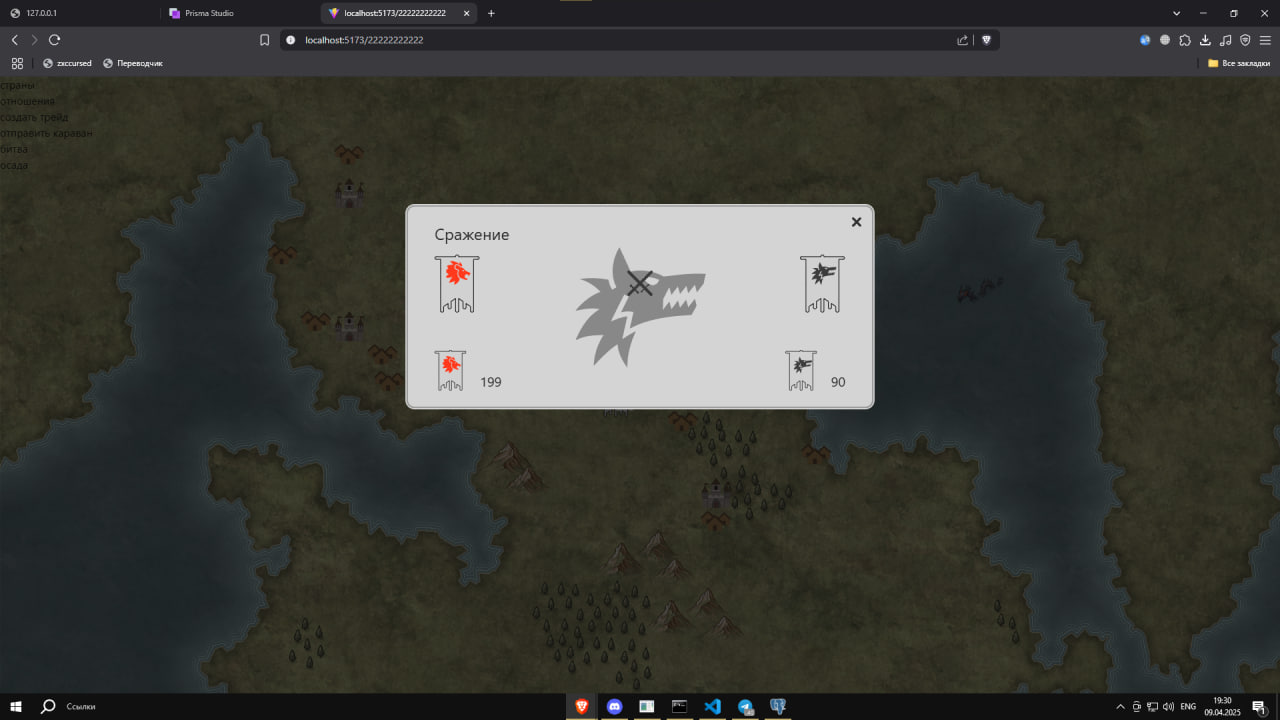 127.0.0.1
Prisma Studio
localhost:5173/22222222222
localhost:5173/22222222222
zxccursed
Переводчик
Все закладки
страны
отношения
создать трейд
отправить караван
битва
осада
Сражение
199
90
Ссылки
ENG
19:30
09.04.2025